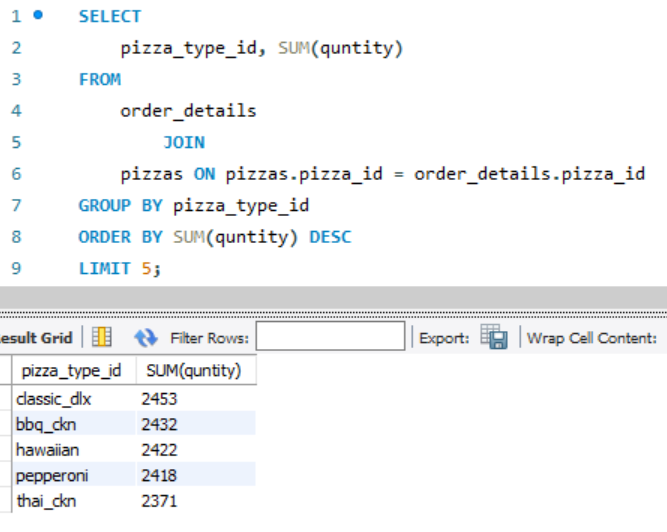 1 SELECT
2 pizza_type_id, SUM(quntity)
3 FROM
4 order_details
5 JOIN
6 pizzas ON pizzas.pizza_id = order_details.pizza_id
7 GROUP BY pizza_type_id
8 ORDER BY SUM(quntity) DESC
9 LIMIT 5;
esult Grid Filter Rows: Export: Wrap Cell Content:
pizza_type_id SUM(quntity)
classic_dlx 2453
bbq_ckn 2432
hawaiian 2422
pepperoni 2418
thai_ckn 2371